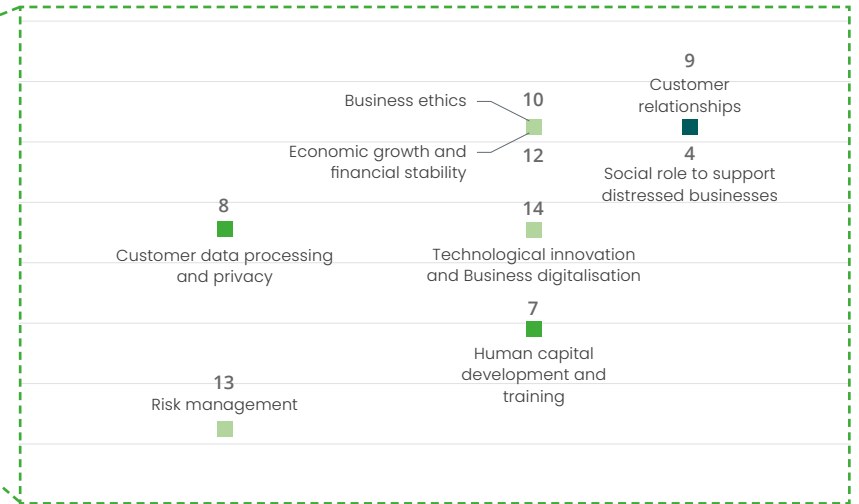 9
Customer
relationships
Business ethics
10
Economic growth and
financial stability
12
4
Social role to support
distressed businesses
8
Customer data processing
and privacy
14
Technological innovation
and Business digitalisation
7
Human capital
development and
training
13
Risk management